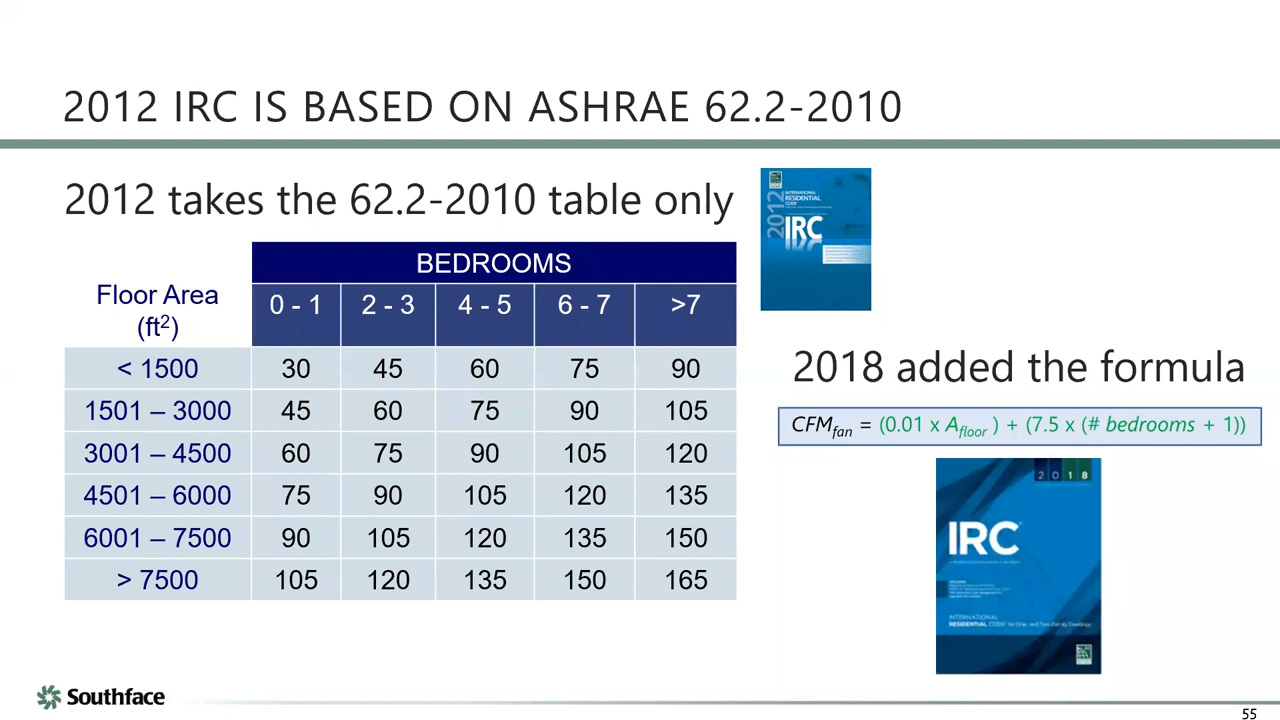 2012 IRC IS BASED ON ASHRAE 62.2-2010
2012 takes the 62.2-2010 table only
BEDROOMS
Floor Area (ft²) 0 - 1 2 - 3 4 - 5 6 - 7 >7
< 1500 30 45 60 75 90
1501 – 3000 45 60 75 90 105
3001 – 4500 60 75 90 105 120
4501 – 6000 75 90 105 120 135
6001 – 7500 90 105 120 135 150
> 7500 105 120 135 150 165
2012
INTERNATIONAL
RESIDENTIAL
CODE
IRC
2018 added the formula
CFMfan = (0.01 x Afloor ) + (7.5 x (# bedrooms + 1))
2018
IRC
INTERNATIONAL
RESIDENTIAL CODE for One- and Two-Family Dwellings
Southface
55